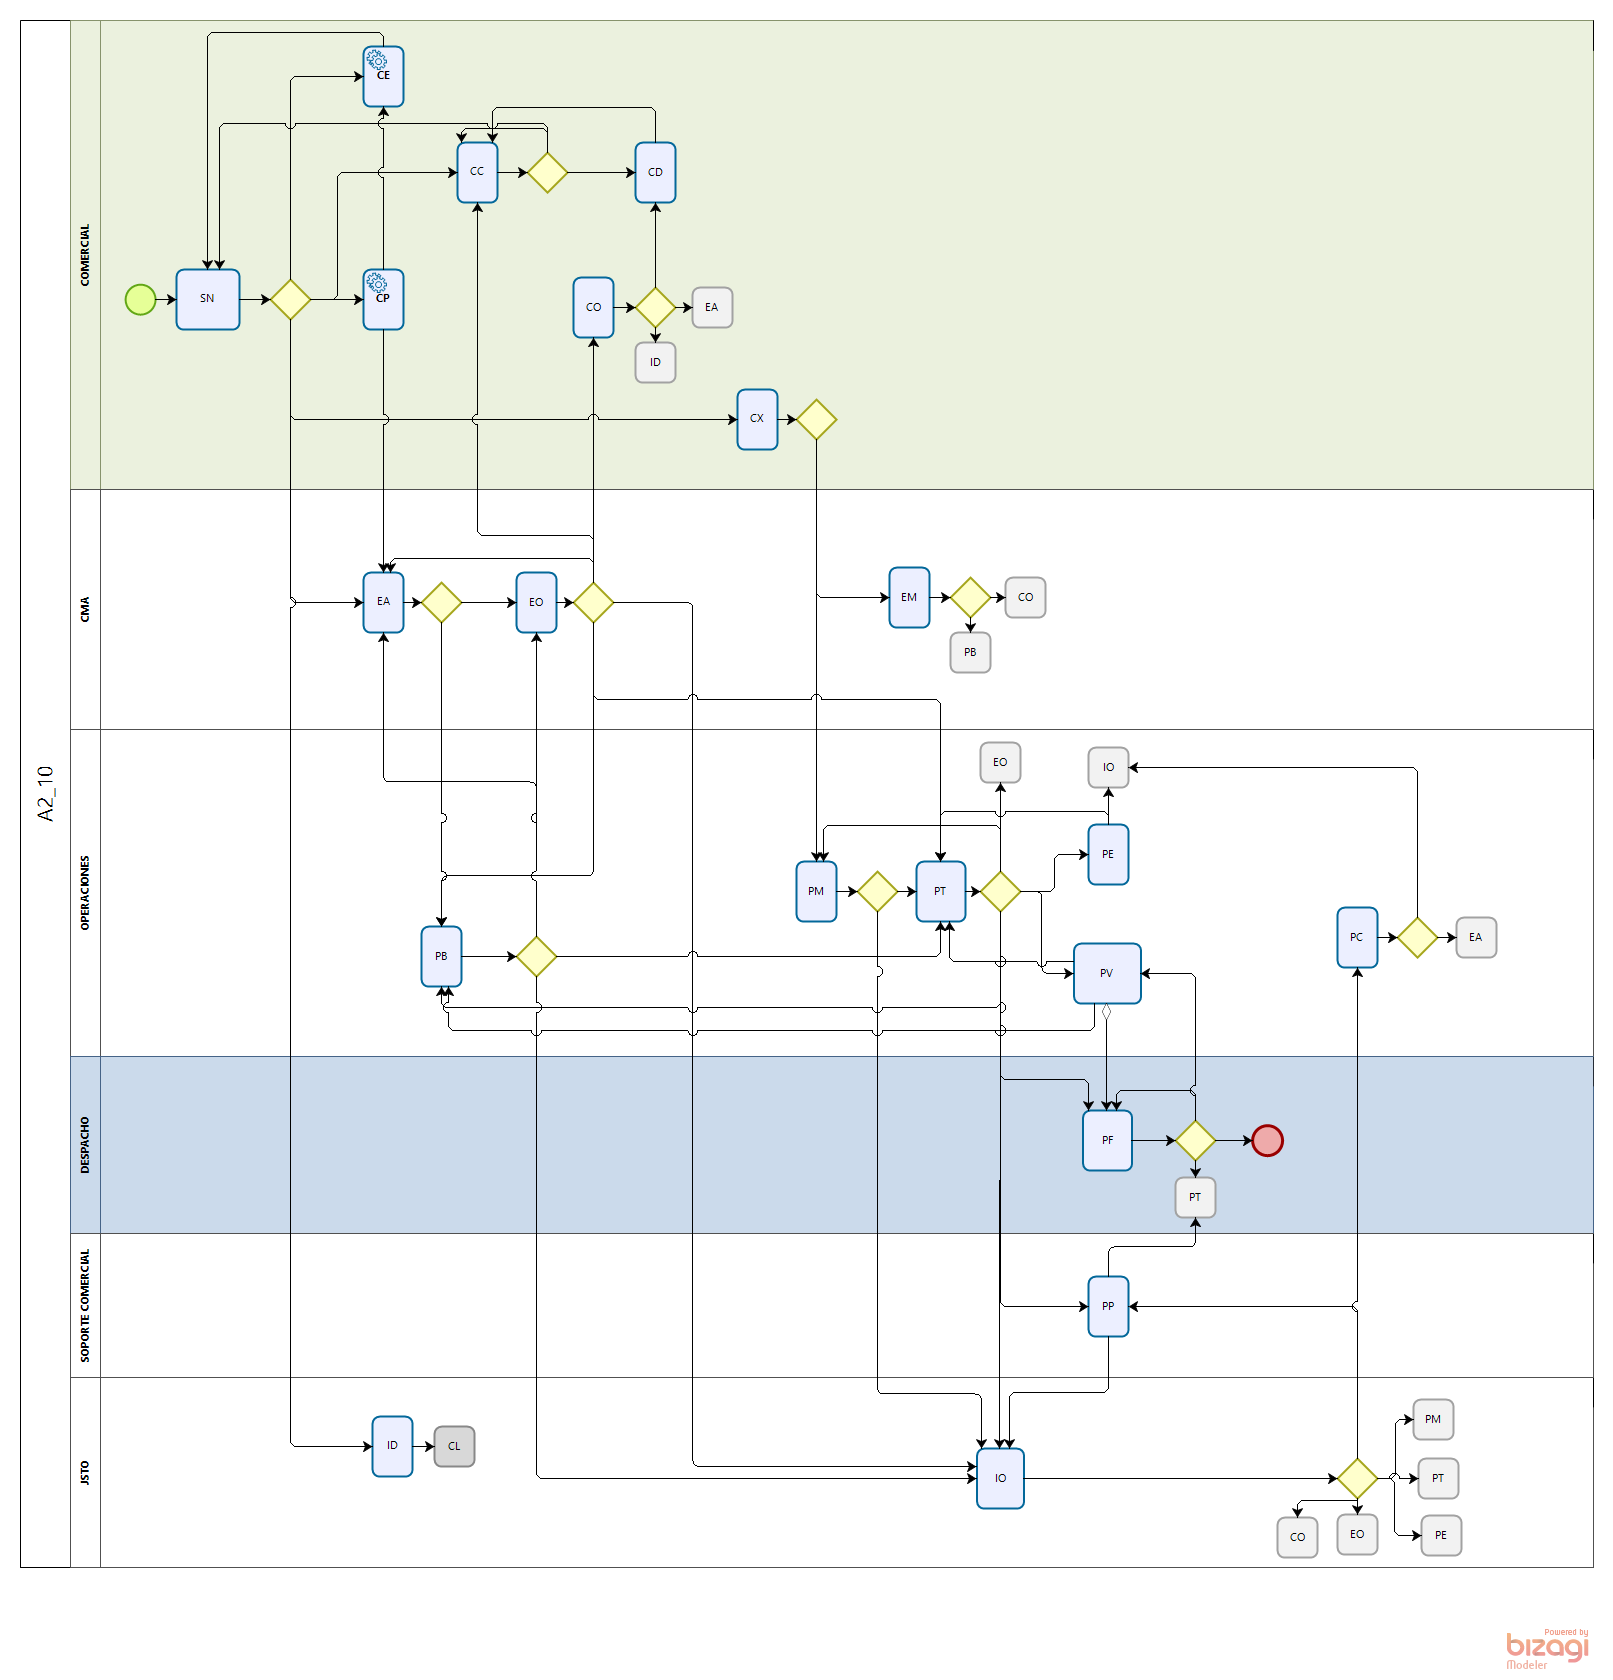 A2_10
COMERCIAL
CE
CC
CD
SN
CP
CO
EA
ID
CX
CMA
EA
EO
EM
CO
PB
OPERACIONES
EO
IO
PE
PM
PT
PC
EA
PB
PV
DESPACHO
PF
PT
SOPORTE COMERCIAL
PP
JSTO
ID
CL
IO
PM
PT
CO
EO
PE
Powered by
bizagi
Modeler